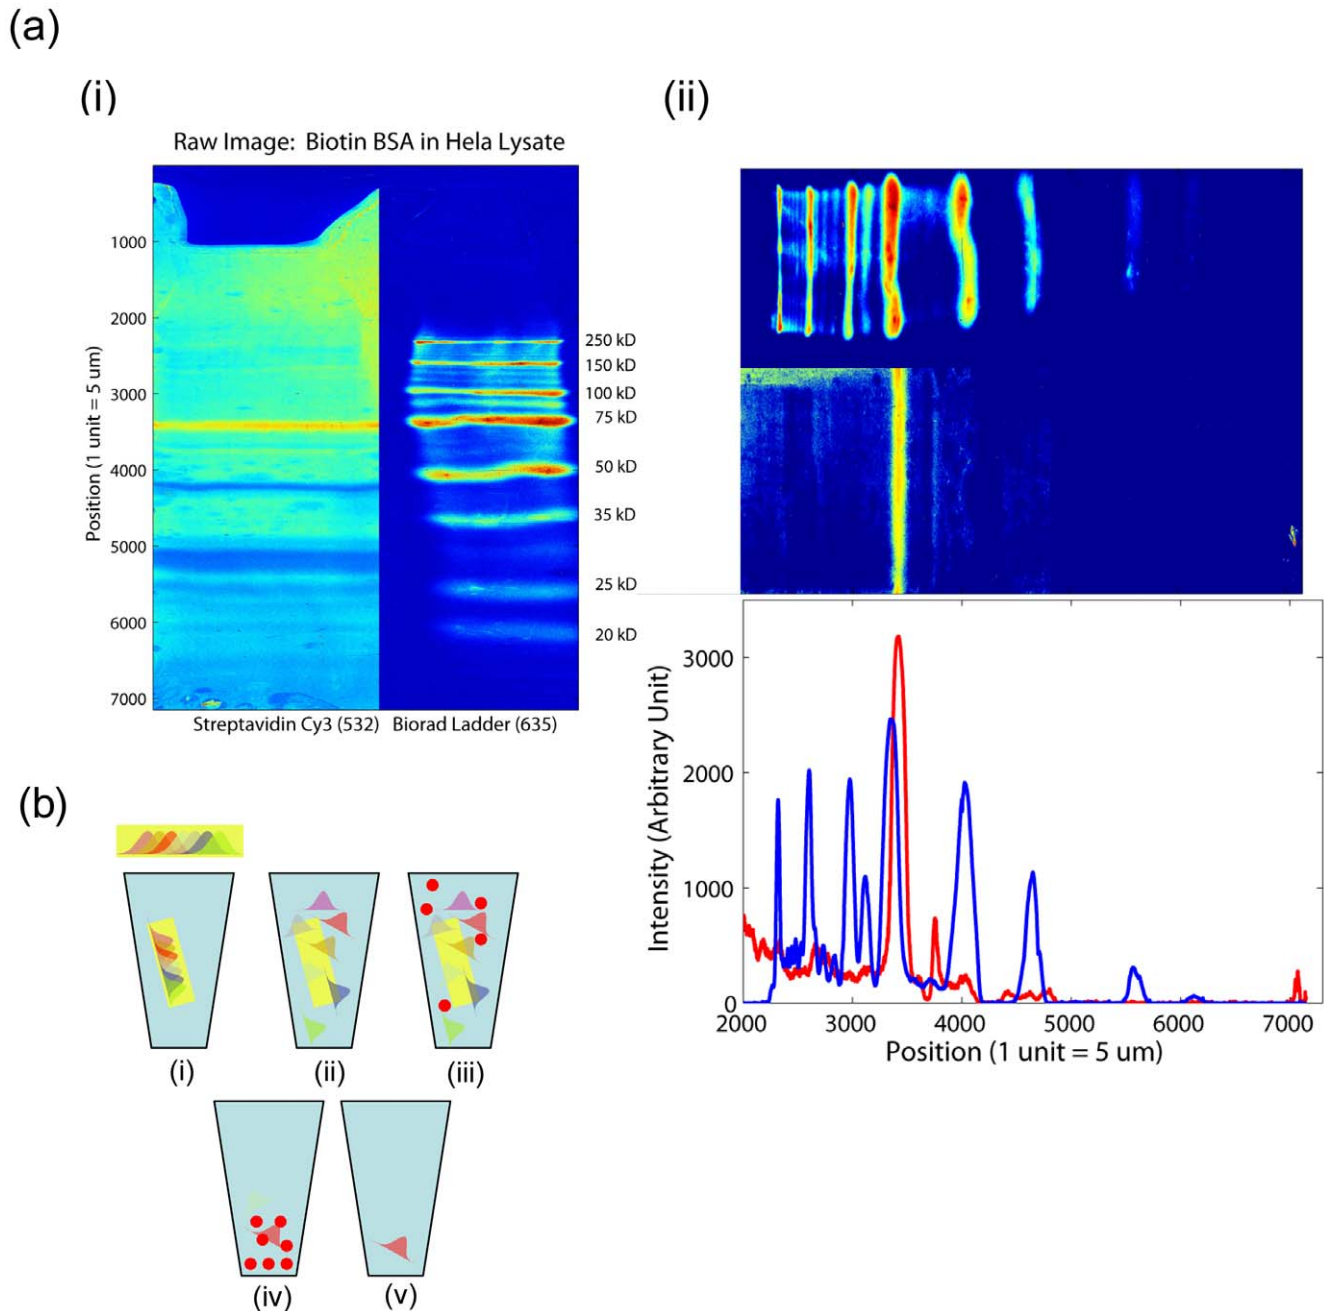 (a)
(i)
Raw Image: Biotin BSA in Hela Lysate
Position (1 unit = 5 um)
1000
2000
3000
4000
5000
6000
7000
250 kD
150 kD
100 kD
75 kD
50 kD
35 kD
25 kD
20 kD
Streptavidin Cy3 (532)
Biorad Ladder (635)
(ii)
Intensity (Arbitrary Unit)
3000
2000
1000
0
2000 3000 4000 5000 6000 7000
Position (1 unit = 5 um)
(b)
(i)
(ii)
(iii)
(iv)
(v)